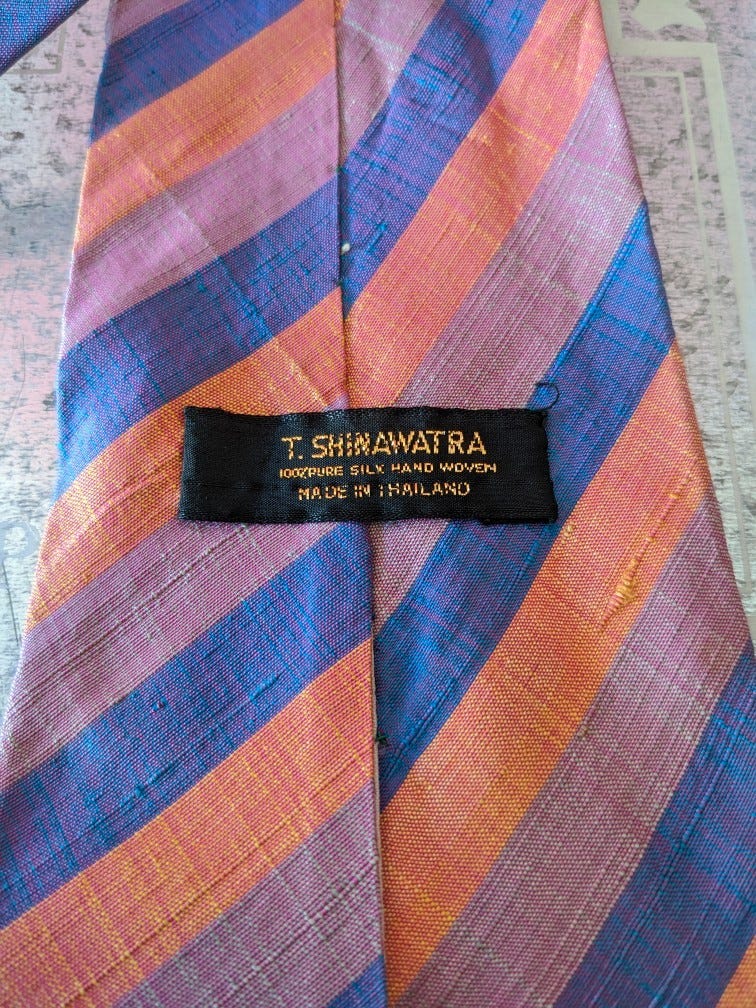 T. SHINAWATRA
100%PURE SILK HAND WOVEN
MADE IN THAILAND